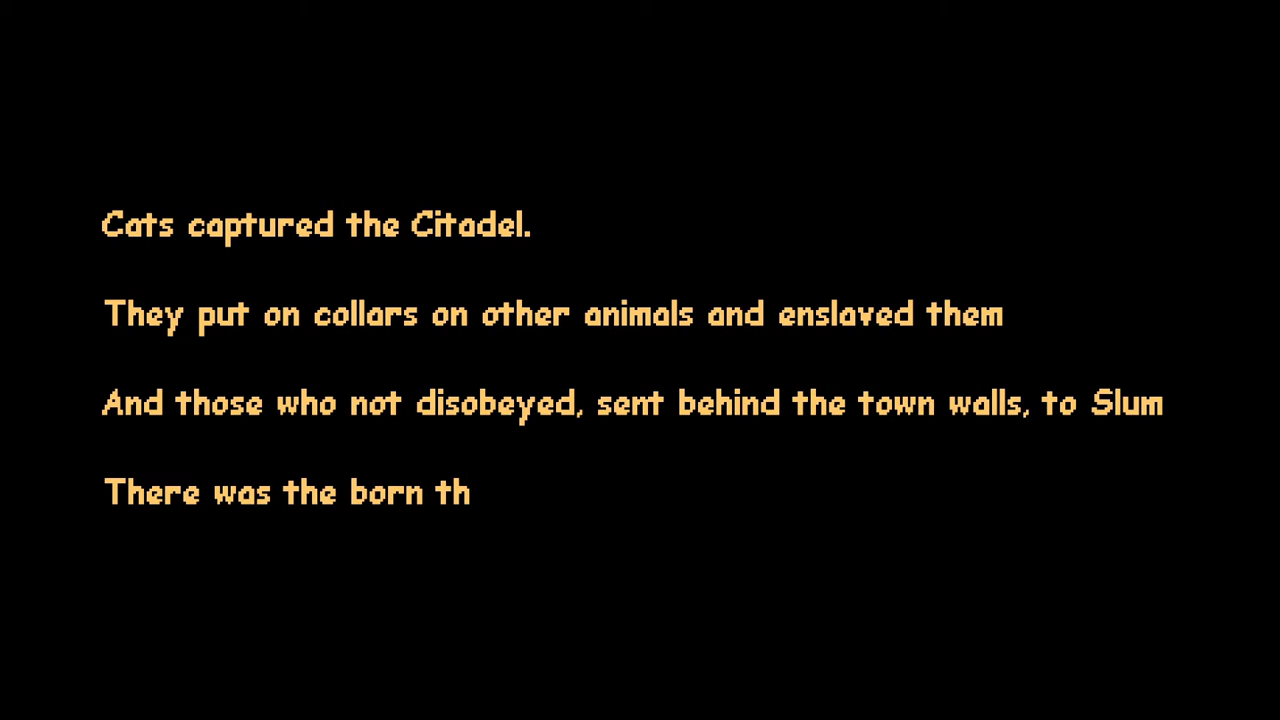 Cats captured the Citadel.
They put on collars on other animals and enslaved them
And those who not disobeyed, sent behind the town walls, to Slum
There was the born th